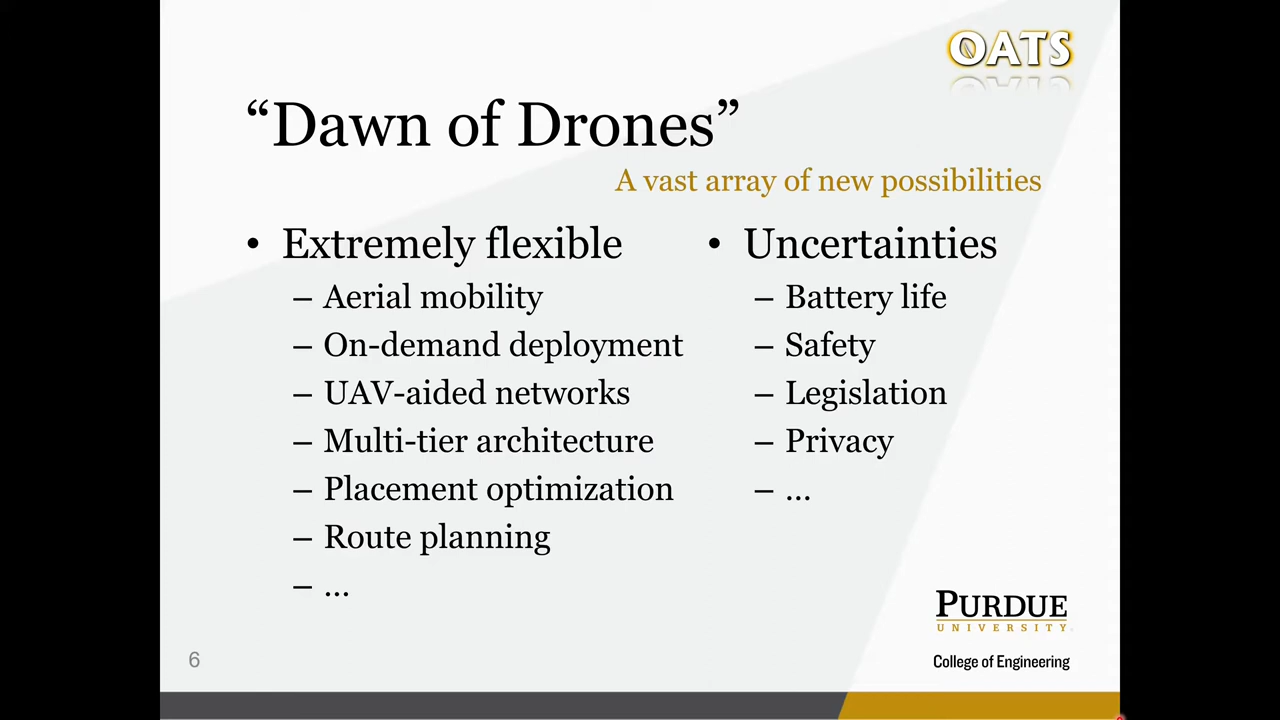 OATS
“Dawn of Drones”
A vast array of new possibilities
• Extremely flexible
– Aerial mobility
– On-demand deployment
– UAV-aided networks
– Multi-tier architecture
– Placement optimization
– Route planning
– ...
• Uncertainties
– Battery life
– Safety
– Legislation
– Privacy
– ...
PURDUE
UNIVERSITY
College of Engineering
6